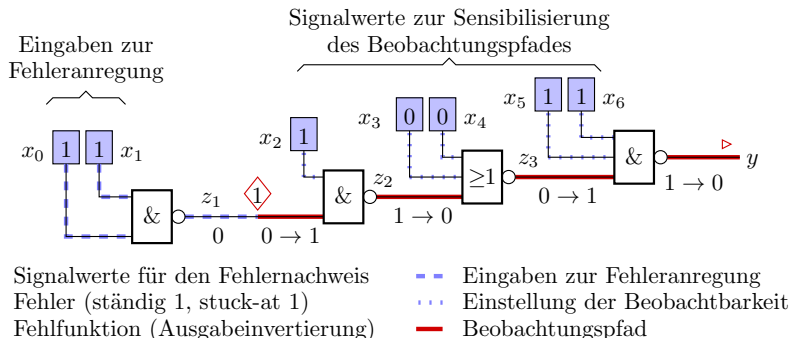 Signalwerte zur Sensibilisierung
des Beobachtungspfades
Eingaben zur
Fehleranregung
x5 1 1 x6
x3 0 0 x4
x2 1
x0 1 1 x1
& z1 1 & z2 ≥1 z3 & y
0 0 → 1 1 → 0 0 → 1 1 → 0
Signalwerte für den Fehlernachweis
Fehler (ständig 1, stuck-at 1)
Fehlfunktion (Ausgabeinvertierung)
Eingaben zur Fehleranregung
Einstellung der Beobachtbarkeit
Beobachtungspfad